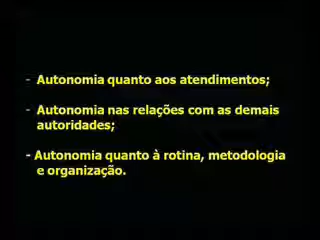 - Autonomia quanto aos atendimentos;
- Autonomia nas relações com as demais
autoridades;
- Autonomia quanto à rotina, metodologia
e organização.